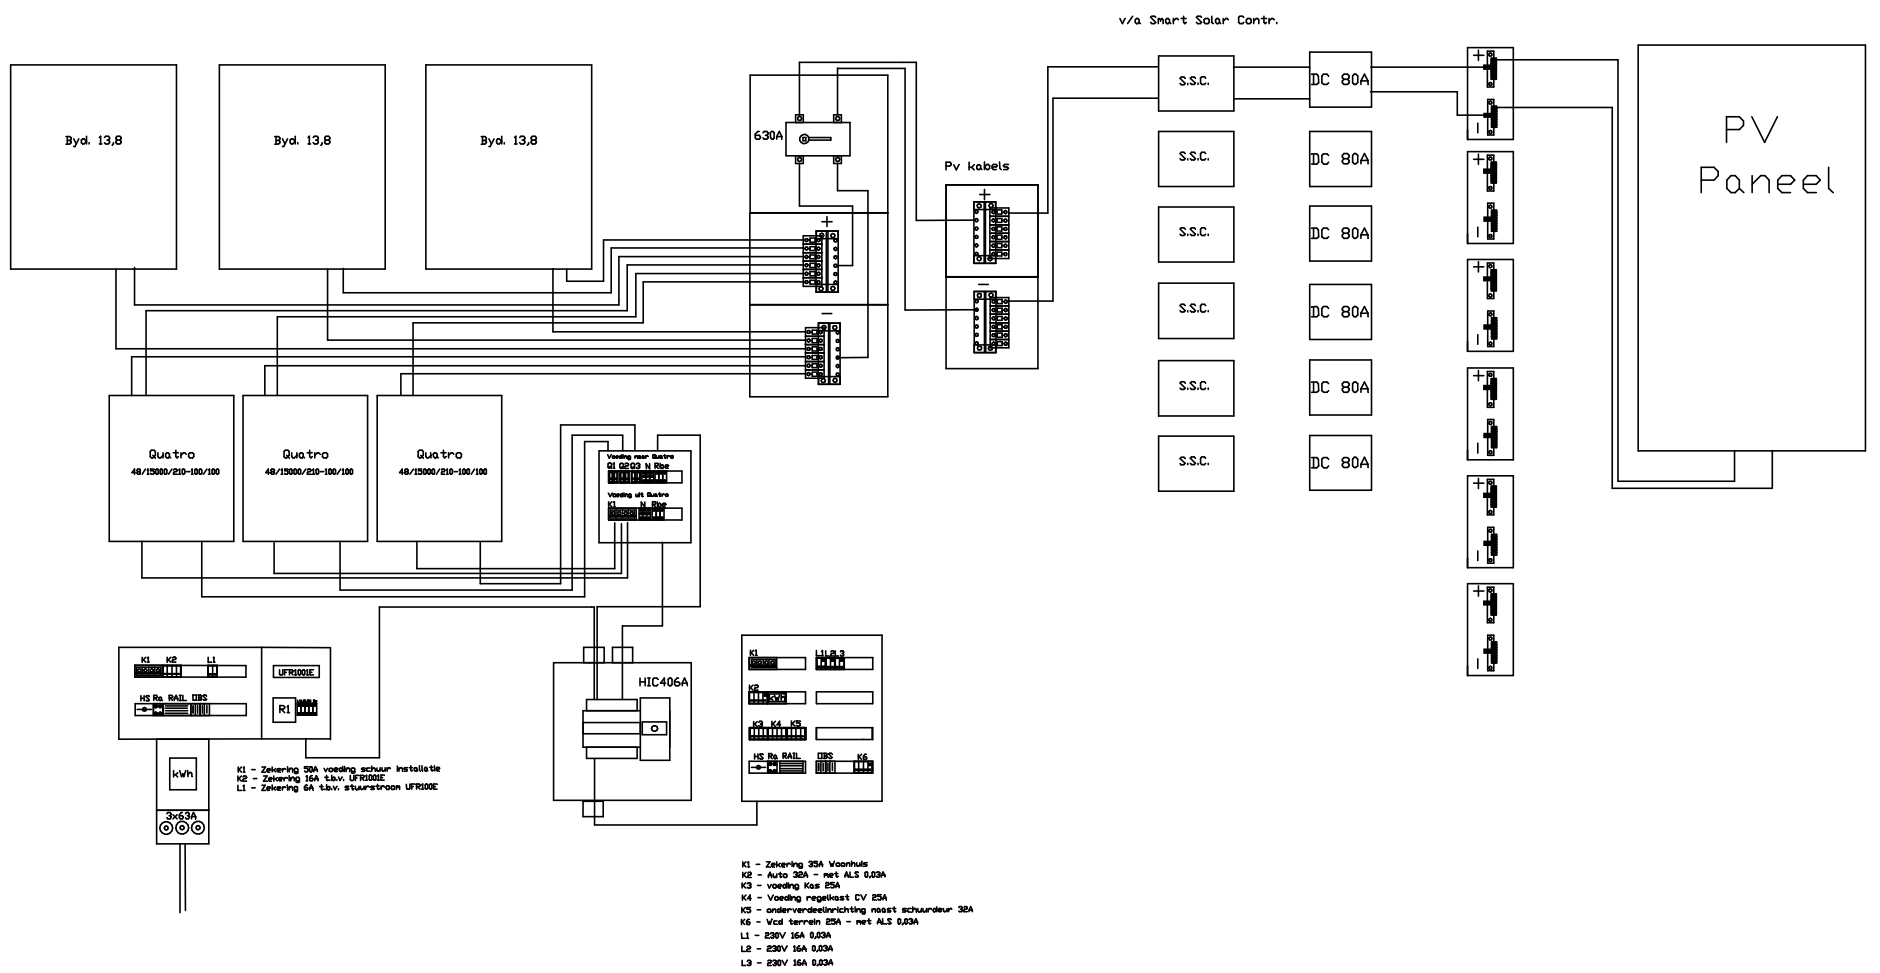 v/a Smart Solar Contr.
Byd. 13,8
Byd. 13,8
Byd. 13,8
630A
+
-
Pv kabels
+
-
S.S.C.
DC 80A
S.S.C.
DC 80A
S.S.C.
DC 80A
S.S.C.
DC 80A
S.S.C.
DC 80A
S.S.C.
DC 80A
+
-
+
-
+
-
+
-
+
-
+
-
PV
Paneel
Quatro
48/15000/210-100/100
Quatro
48/15000/210-100/100
Quatro
48/15000/210-100/100
Voeding naar Quatro
Q1 Q2 Q3 N Rbe
Voeding uit Quatro
K1 N Rbe
K1 K2 L1
HS Ra RAIL OBS
UFR1001E
R1
kWh
3x63A
K1 - Zekering 50A voeding schuur installatie
K2 - Zekering 16A t.b.v. UFR1001E
L1 - Zekering 6A t.b.v. stuurstroom UFR100E
HIC406A
K1 L1L2L3
K2
kWh
K3 K4 K5
HS Ra RAIL OBS K6
K1 - Zekering 35A Woonhuis
K2 - Auto 32A - met ALS 0,03A
K3 - voeding Kas 25A
K4 - Voeding regelkast CV 25A
K5 - onderverdeelinrichting naast schuurdeur 32A
K6 - Wcd terrein 25A - met ALS 0,03A
L1 - 230V 16A 0,03A
L2 - 230V 16A 0,03A
L3 - 230V 16A 0,03A